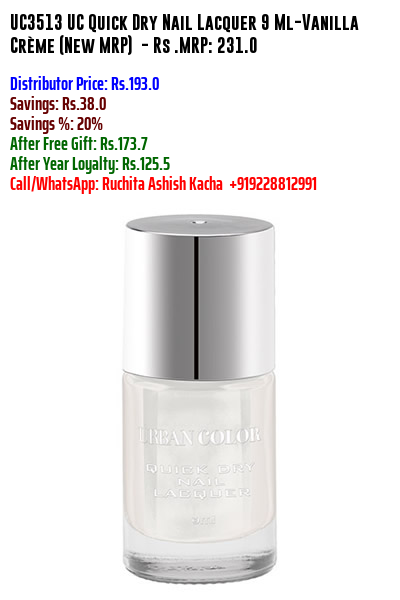 UC3513 UC Quick Dry Nail Lacquer 9 Ml-Vanilla
Crème (New MRP) - Rs .MRP: 231.0
Distributor Price: Rs.193.0
Savings: Rs.38.0
Savings %: 20%
After Free Gift: Rs.173.7
After Year Loyalty: Rs.125.5
Call/WhatsApp: Ruchita Ashish Kacha +919228812991
URBAN COLOR
QUICK DRY
NAIL
LACQUER